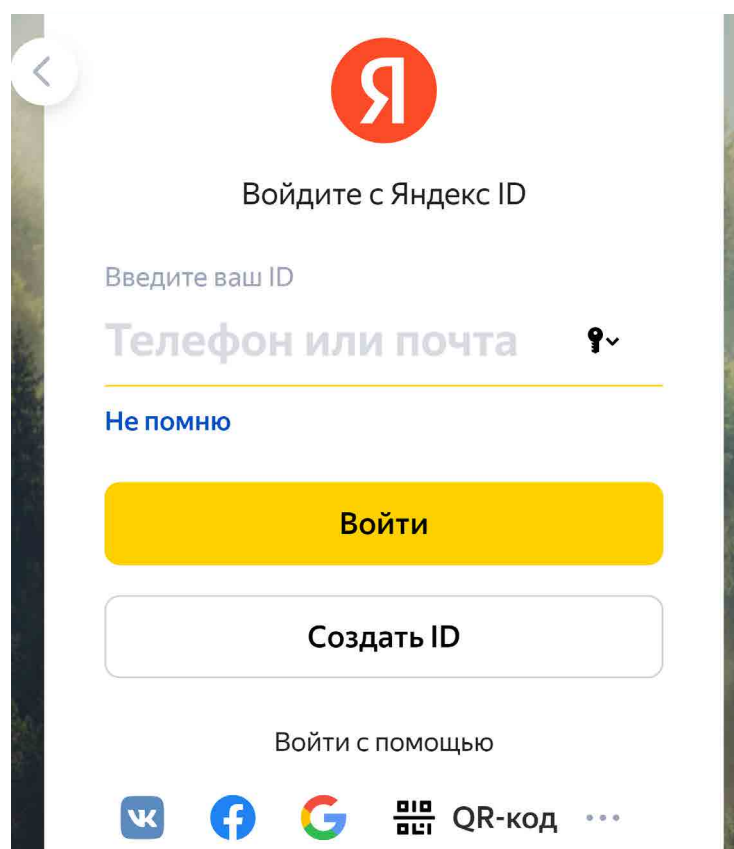 Я
Войдите с Яндекс ID
Введите ваш ID
Телефон или почта
Не помню
Войти
Создать ID
Войти с помощью
QR-код